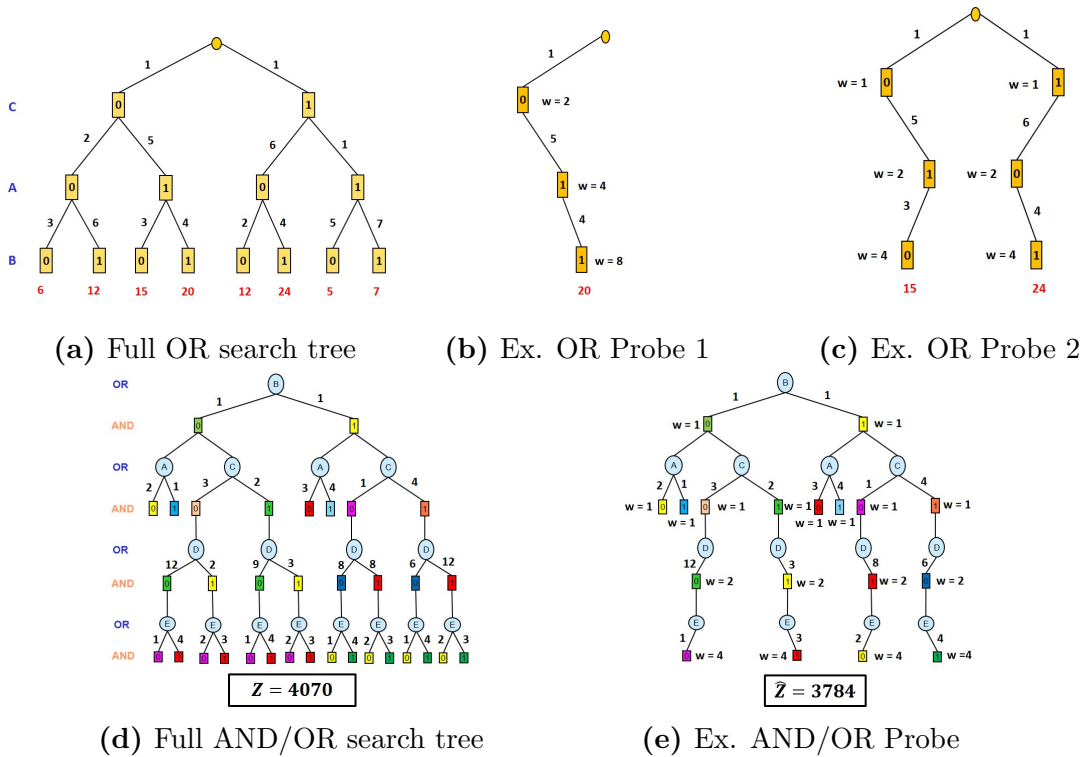 1 1
C 0 1
2 5 6 1
A 0 1 0 1
3 6 3 4 2 4 5 7
B 0 1 0 1 0 1 0 1
6 12 15 20 12 24 5 7
(a) Full OR search tree
1
0 w = 2
5
1 w = 4
4
1 w = 8
20
(b) Ex. OR Probe 1
1 1
w = 1 0 w = 1 1
5 6
w = 2 1 w = 2 0
3 4
w = 4 0 w = 4 1
15 24
(c) Ex. OR Probe 2
OR B
1 1
AND 0 1
OR A C A C
2 1 3 2 3 4 1 4
AND 0 1 0 1 0 1 0 1
OR D D D D
12 2 9 3 8 8 6 12
AND 0 1 0 1 0 1 0 1
OR E E E E E E E E
1 4 2 3 1 4 2 3 1 4 2 3 1 4 2 3
AND 0 1 0 1 0 1 0 1 0 1 0 1 0 1 0 1
Z = 4070
(d) Full AND/OR search tree
B
1 1
w = 1 0 1 w = 1
A C A C
2 1 3 2 3 4 1 4
w = 1 0 1 0 w = 1 1 w = 1 0 1 0 w = 1 1 w = 1
w = 1 w = 1 w = 1
D D D D
12 3 8 6
0 w = 2 1 w = 2 1 w = 2 0 w = 2
E E E E
1 3 2 4
0 w = 4 w = 4 1 0 w = 4 1 w =4
Ẑ = 3784
(e) Ex. AND/OR Probe